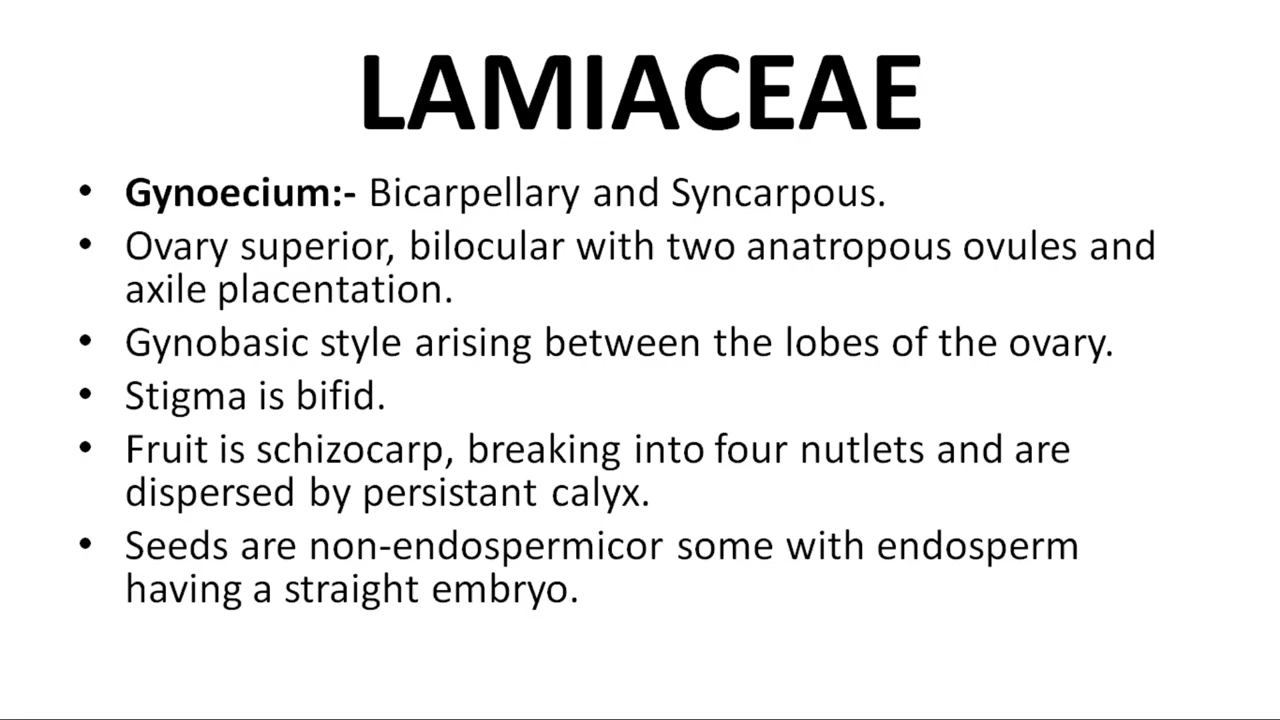 LAMIACEAE
• Gynoecium:- Bicarpellary and Syncarpous.
• Ovary superior, bilocular with two anatropous ovules and
axile placentation.
• Gynobasic style arising between the lobes of the ovary.
• Stigma is bifid.
• Fruit is schizocarp, breaking into four nutlets and are
dispersed by persistant calyx.
• Seeds are non-endospermicor some with endosperm
having a straight embryo.